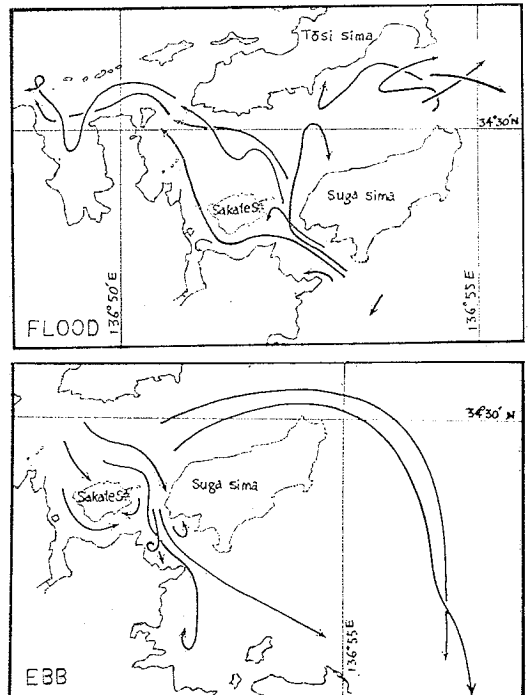 Tōsi sima
34°30'N
Sakate S.
Suga sima
136°50'E
136°55'E
FLOOD
34°30'N
Sakate S.
Suga sima
136°55'E
EBB